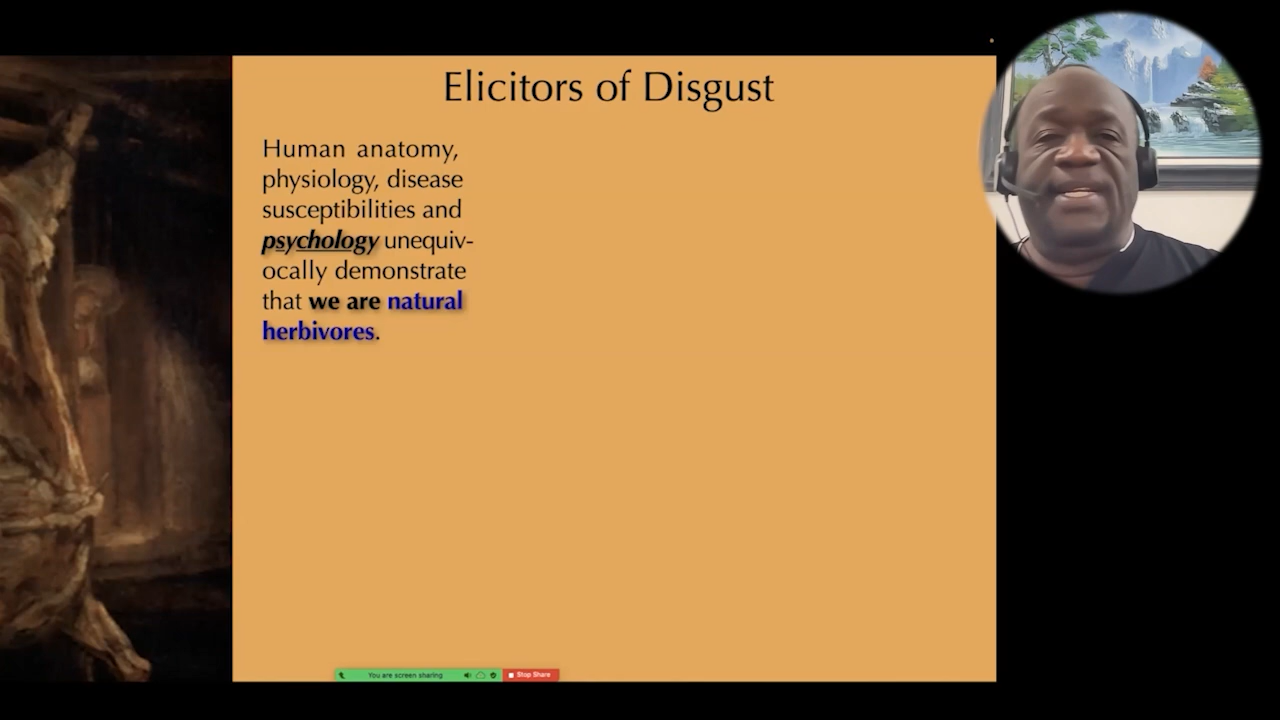 Elicitors of Disgust
Human anatomy,
physiology, disease
susceptibilities and
psychology unequiv-
ocally demonstrate
that we are natural
herbivores.
You are screen sharing
Stop Share